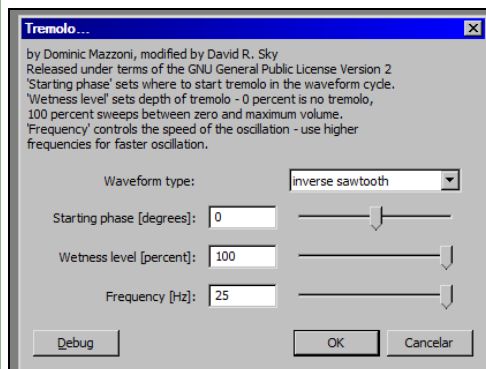 Tremolo...
by Dominic Mazzoni, modified by David R. Sky
Released under terms of the GNU General Public License Version 2
'Starting phase' sets where to start tremolo in the waveform cycle.
'Wetness level' sets depth of tremolo - 0 percent is no tremolo,
100 percent sweeps between zero and maximum volume.
'Frequency' controls the speed of the oscillation - use higher
frequencies for faster oscillation.
Waveform type: inverse sawtooth
Starting phase [degrees]: 0
Wetness level [percent]: 100
Frequency [Hz]: 25
Debug OK Cancelar